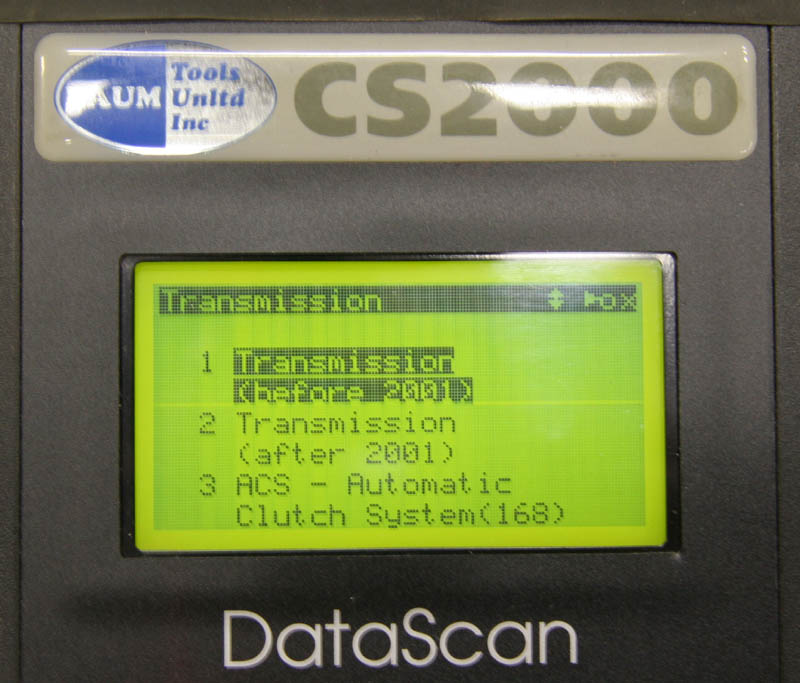 BAUM
Tools
Unltd
Inc
CS2000
Transmission
1 Transmission
(before 2001)
2 Transmission
(after 2001)
3 ACS - Automatic
Clutch System(168)
DataScan